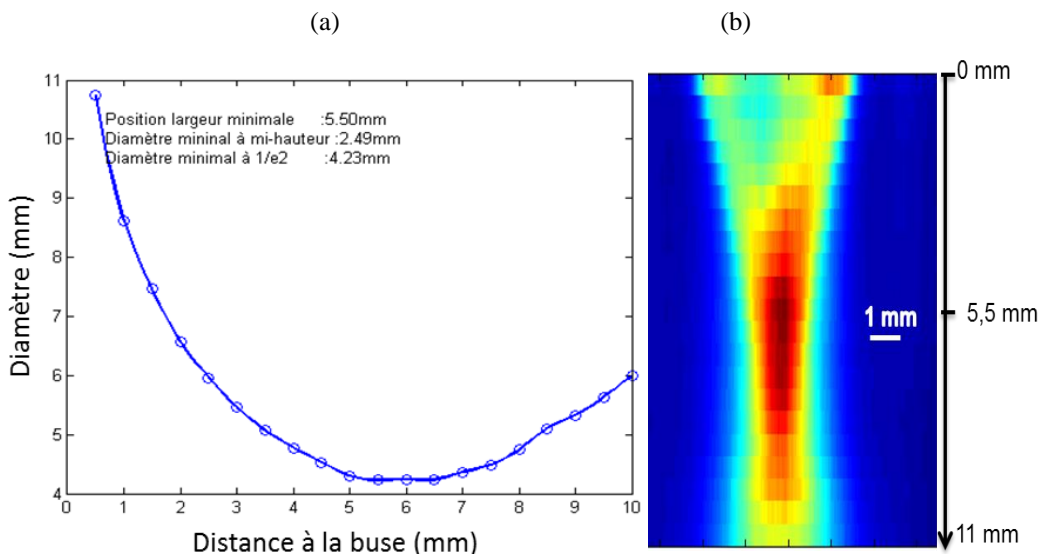 (a)
(b)
11
10
9
8
7
6
5
4
Diamètre (mm)
Position largeur minimale :5.50mm
Diamètre mininal à mi-hauteur :2.49mm
Diamètre minimal à 1/e2 :4.23mm
0 1 2 3 4 5 6 7 8 9 10
Distance à la buse (mm)
0 mm
5,5 mm
11 mm
1 mm